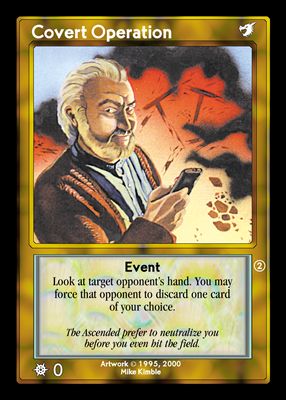 Covert Operation
Event
Look at target opponent's hand. You may
force that opponent to discard one card
of your choice.
2
The Ascended prefer to neutralize you
before you even hit the field.
0
Artwork © 1995, 2000
Mike Kimble